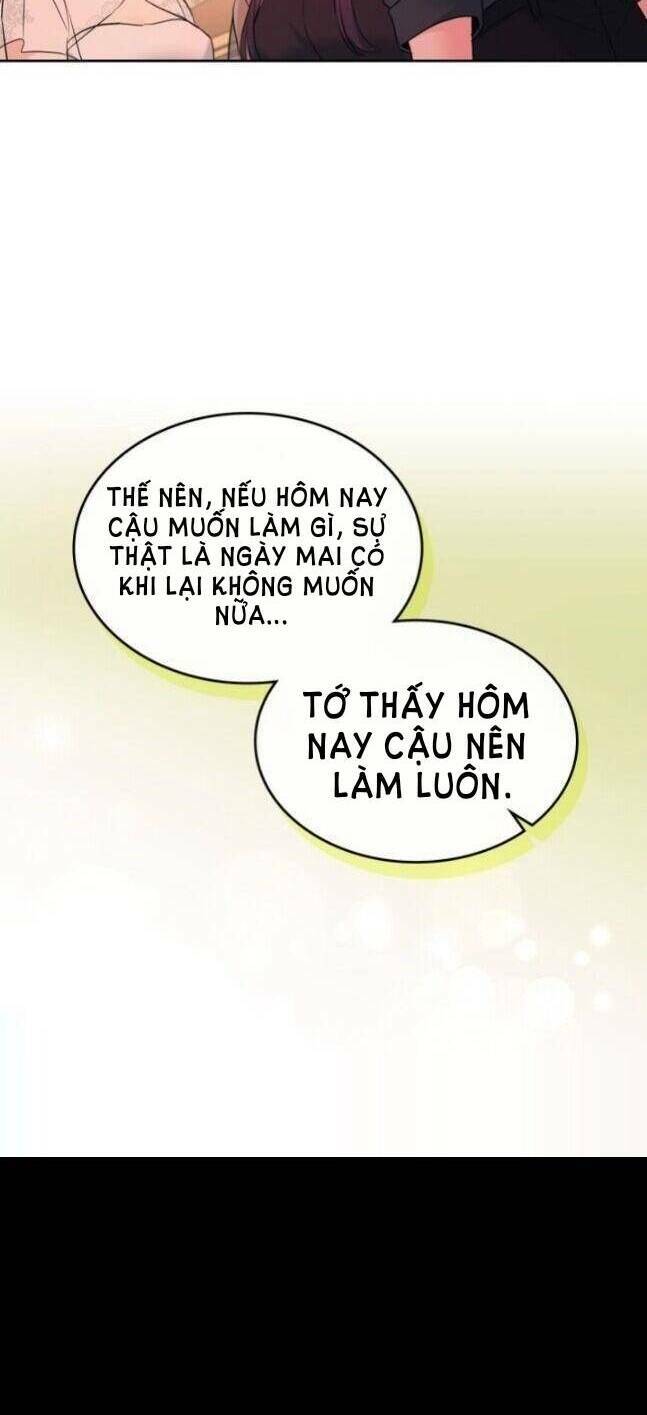 THẾ NÊN, NẾU HÔM NAY
CẬU MUỐN LÀM GÌ, SỰ
THẬT LÀ NGÀY MAI CÓ
KHI LẠI KHÔNG MUỐN
NỮA...
TỚ THẤY HÔM
NAY CẬU NÊN
LÀM LUÔN.